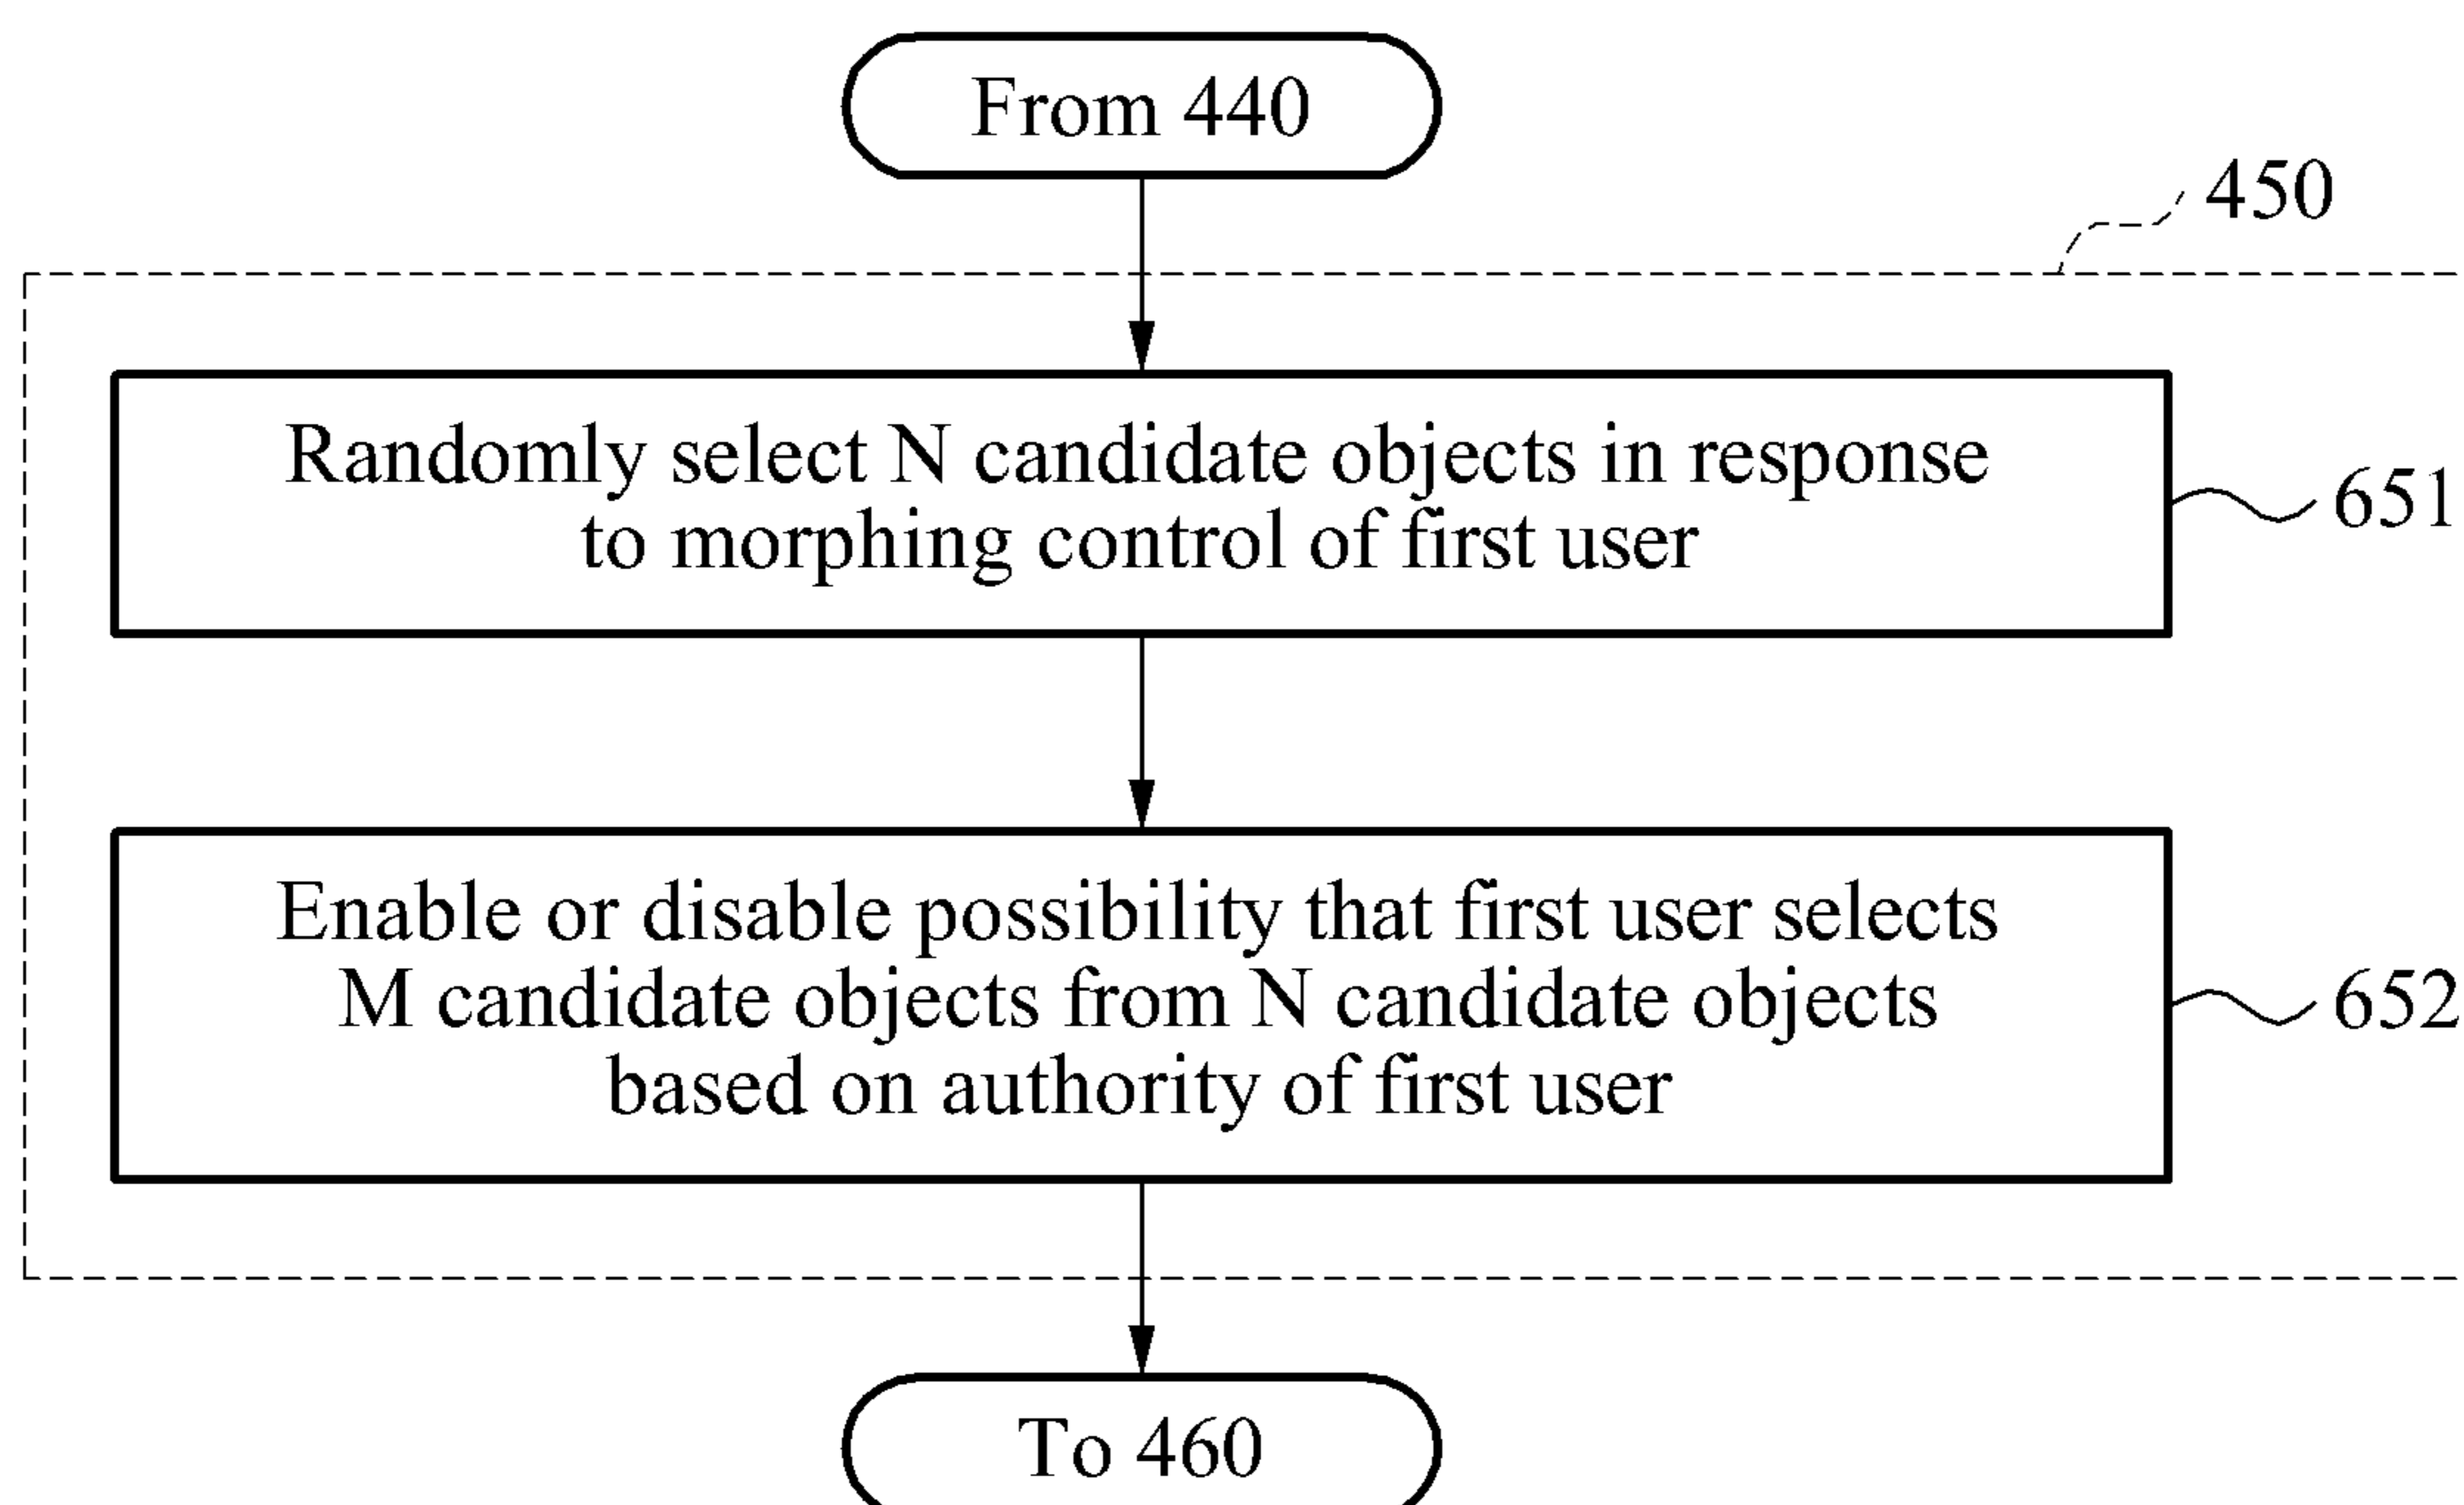 From 440
450
Randomly select N candidate objects in response
to morphing control of first user
651
Enable or disable possibility that first user selects
M candidate objects from N candidate objects
based on authority of first user
652
To 460